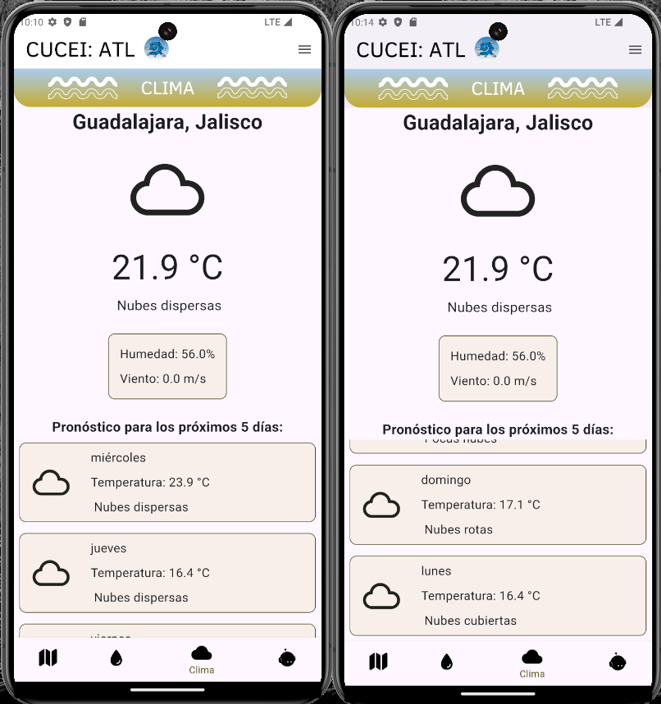 10:10 LTE
CUCEI: ATL
CLIMA
Guadalajara, Jalisco
21.9 °C
Nubes dispersas
Humedad: 56.0%
Viento: 0.0 m/s
Pronóstico para los próximos 5 días:
miércoles
Temperatura: 23.9 °C
Nubes dispersas
jueves
Temperatura: 16.4 °C
Nubes dispersas
viernes
Clima
10:14 LTE
CUCEI: ATL
CLIMA
Guadalajara, Jalisco
21.9 °C
Nubes dispersas
Humedad: 56.0%
Viento: 0.0 m/s
Pronóstico para los próximos 5 días:
Pocas nubes
domingo
Temperatura: 17.1 °C
Nubes rotas
lunes
Temperatura: 16.4 °C
Nubes cubiertas
Clima